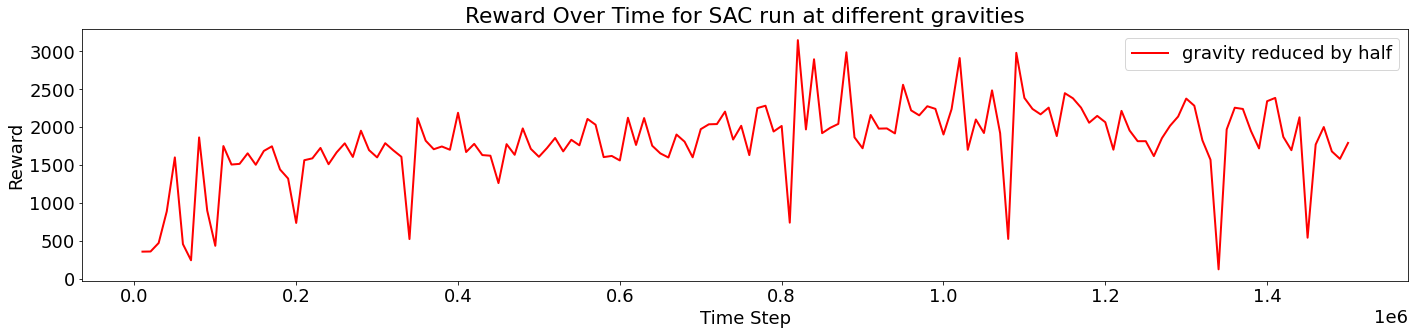 Reward Over Time for SAC run at different gravities
gravity reduced by half
Reward
3000
2500
2000
1500
1000
500
0
0.0 0.2 0.4 0.6 0.8 1.0 1.2 1.4
1e6
Time Step